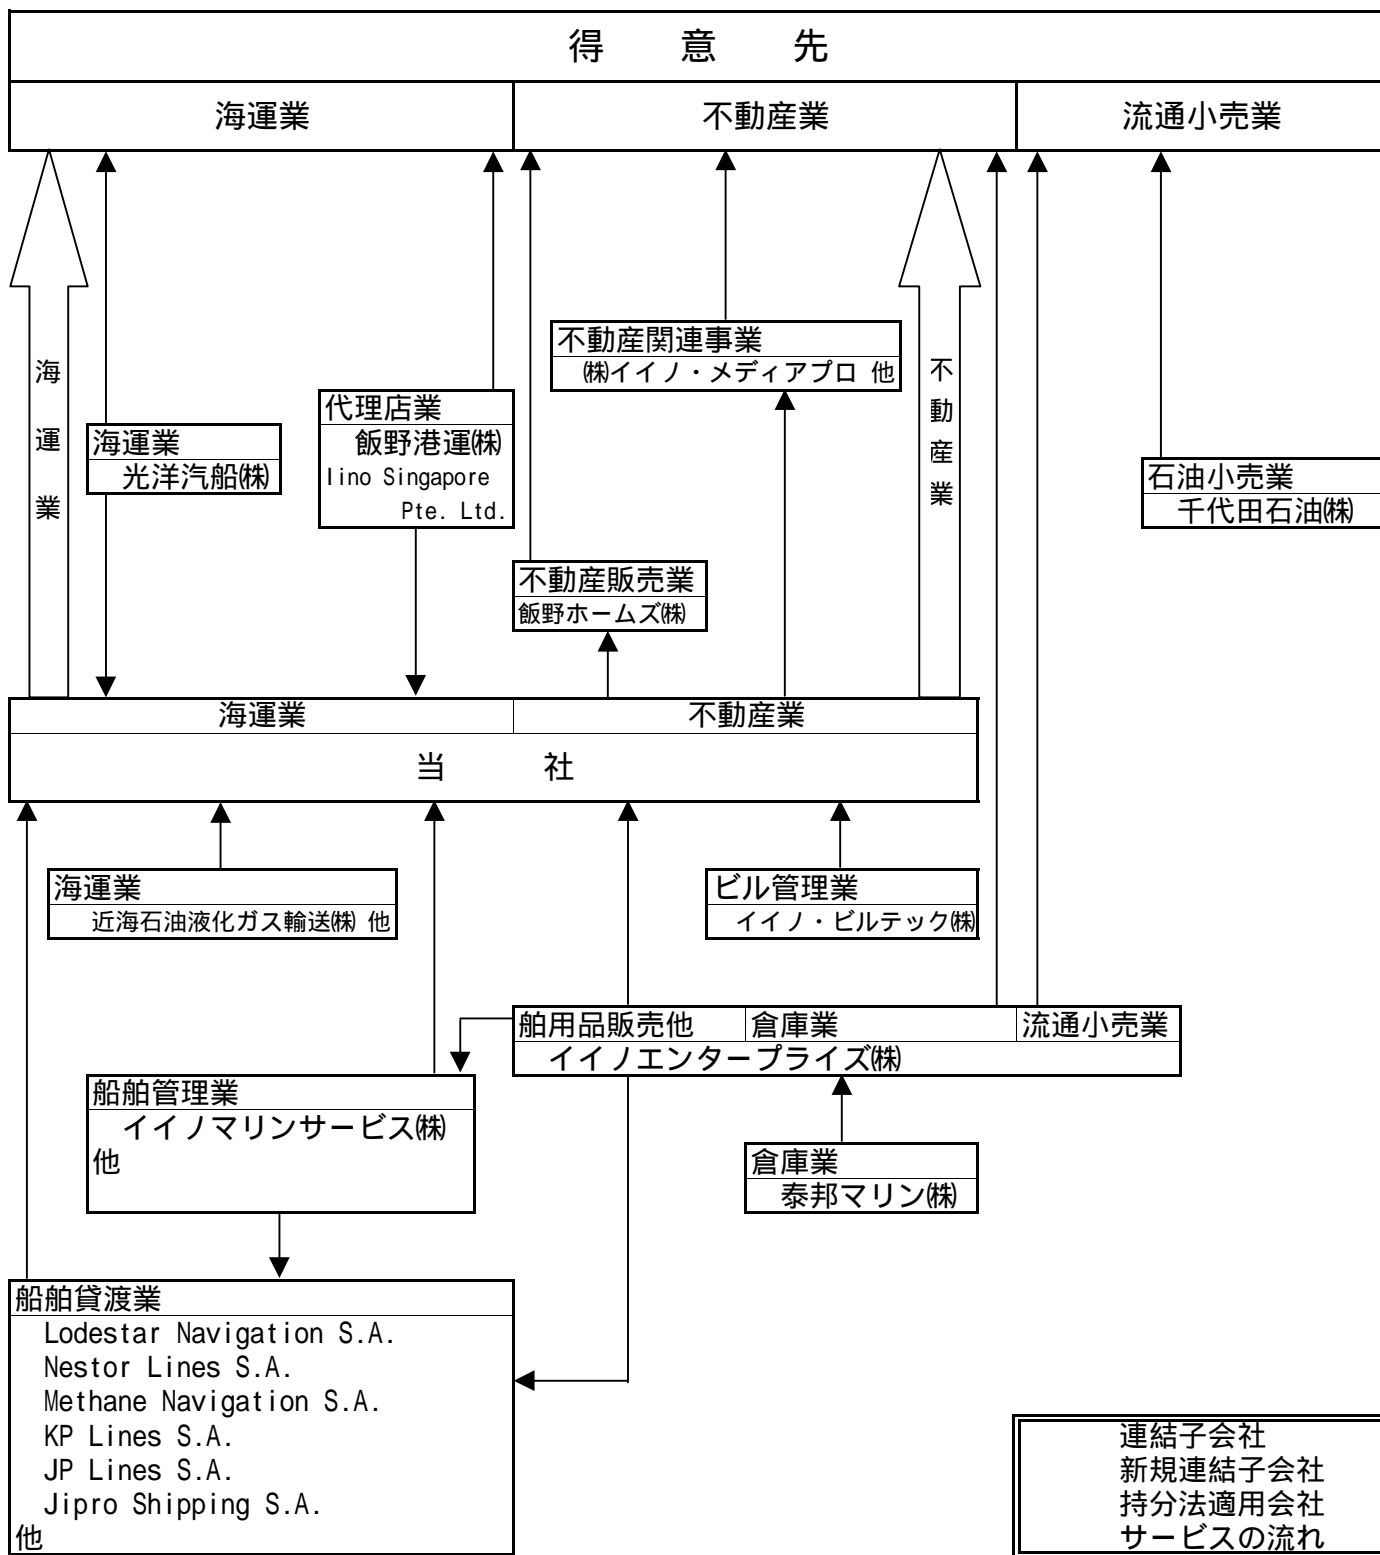 得 意 先
海運業 不動産業 流通小売業
不動産関連事業
㈱イイノ・メディアプロ 他
海運業
不動産業
代理店業
飯野港運㈱
Iino Singapore
Pte. Ltd.
海運業
光洋汽船㈱
石油小売業
千代田石油㈱
不動産販売業
飯野ホームズ㈱
海運業 不動産業
当 社
海運業
近海石油液化ガス輸送㈱ 他
ビル管理業
イイノ・ビルテック㈱
舶用品販売他 倉庫業 流通小売業
イイノエンタープライズ㈱
船舶管理業
イイノマリンサービス㈱
他
倉庫業
泰邦マリン㈱
船舶貸渡業
Lodestar Navigation S.A.
Nestor Lines S.A.
Methane Navigation S.A.
KP Lines S.A.
JP Lines S.A.
Jipro Shipping S.A.
他
連結子会社
新規連結子会社
持分法適用会社
サービスの流れ